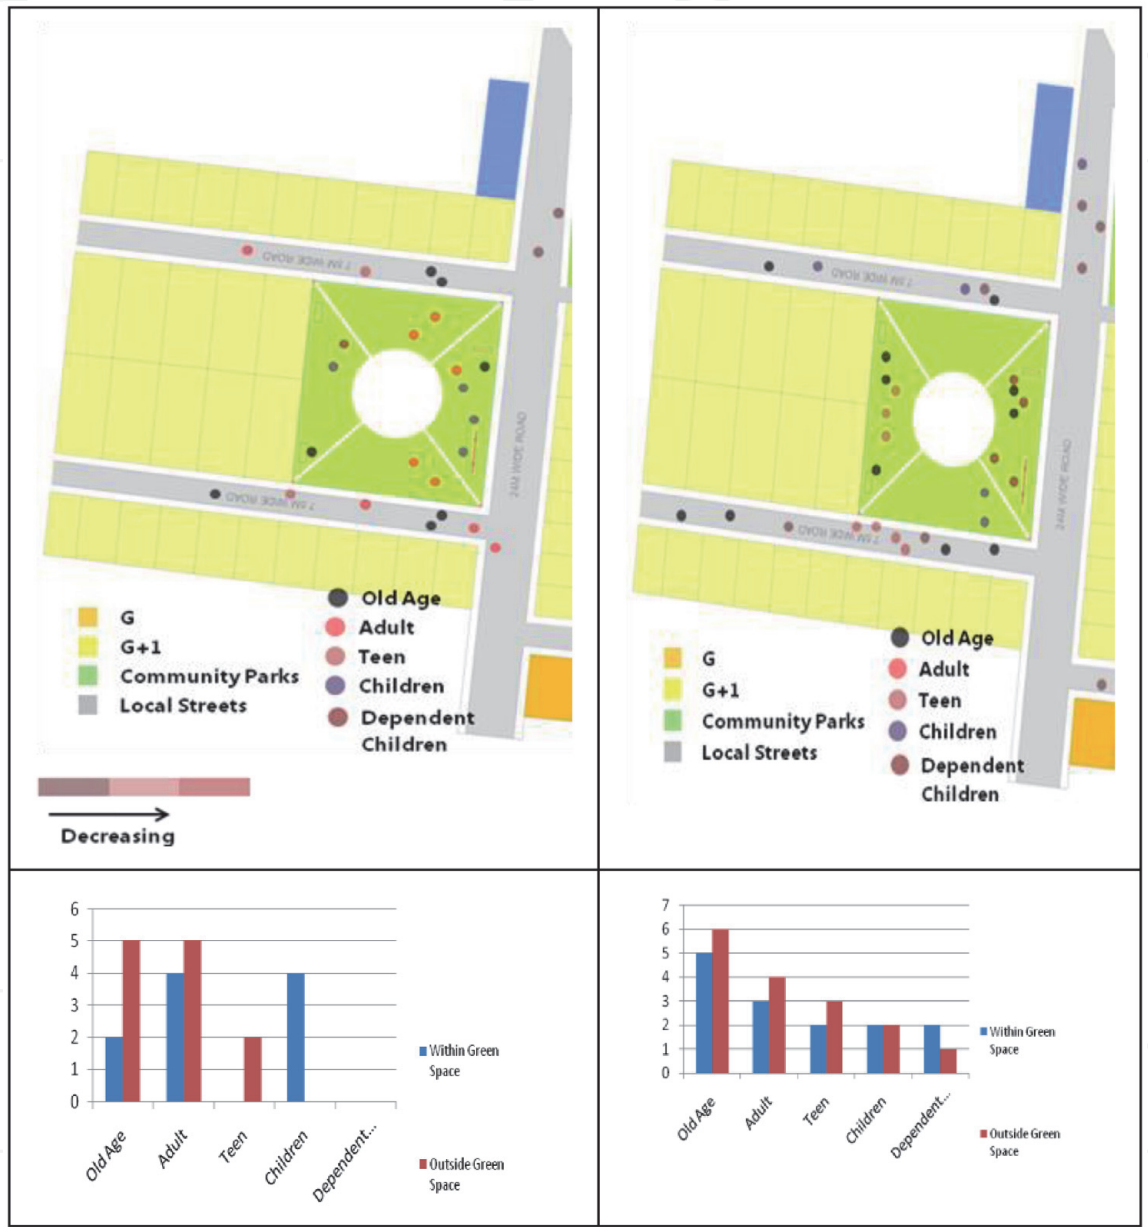 7.5M WIDE ROAD
24M WIDE ROAD
7.5M WIDE ROAD
G
G+1
Community Parks
Local Streets
Old Age
Adult
Teen
Children
Dependent
Children
Decreasing
7.5M WIDE ROAD
24M WIDE ROAD
7.5M WIDE ROAD
G
G+1
Community Parks
Local Streets
Old Age
Adult
Teen
Children
Dependent
Children
6
5
4
3
2
1
0
Old Age
Adult
Teen
Children
Dependent...
Within Green
Space
Outside Green
Space
7
6
5
4
3
2
1
0
Old Age
Adult
Teen
Children
Dependent...
Within Green
Space
Outside Green
Space